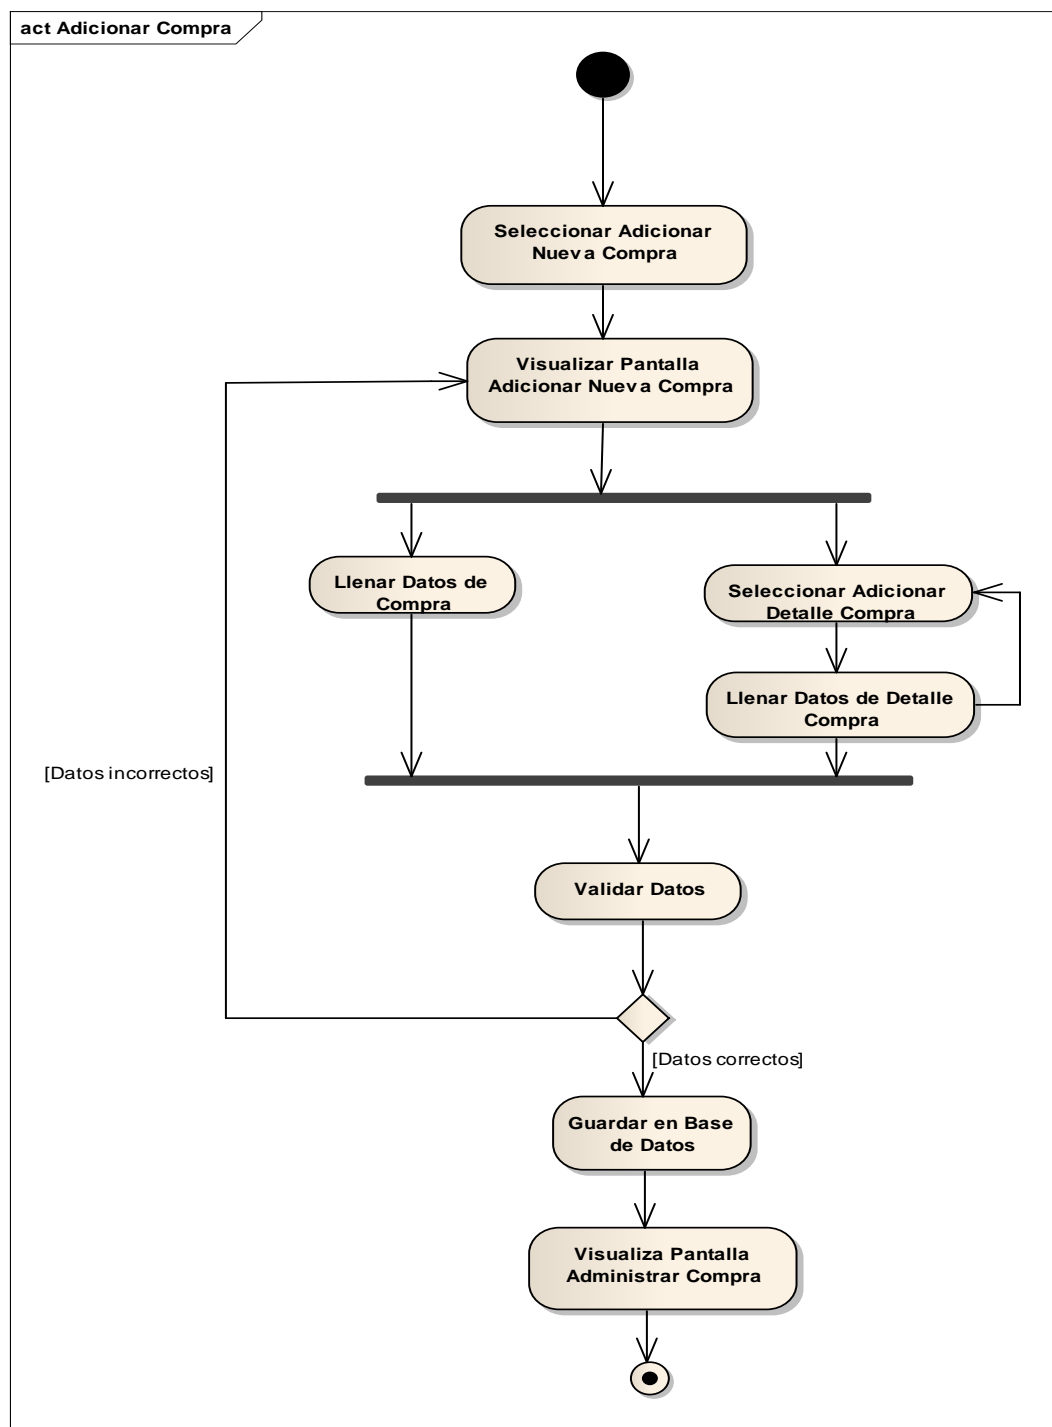 act Adicionar Compra
Seleccionar Adicionar
Nueva Compra
Visualizar Pantalla
Adicionar Nueva Compra
Llenar Datos de
Compra
Seleccionar Adicionar
Detalle Compra
Llenar Datos de Detalle
Compra
[Datos incorrectos]
Validar Datos
[Datos correctos]
Guardar en Base
de Datos
Visualiza Pantalla
Administrar Compra